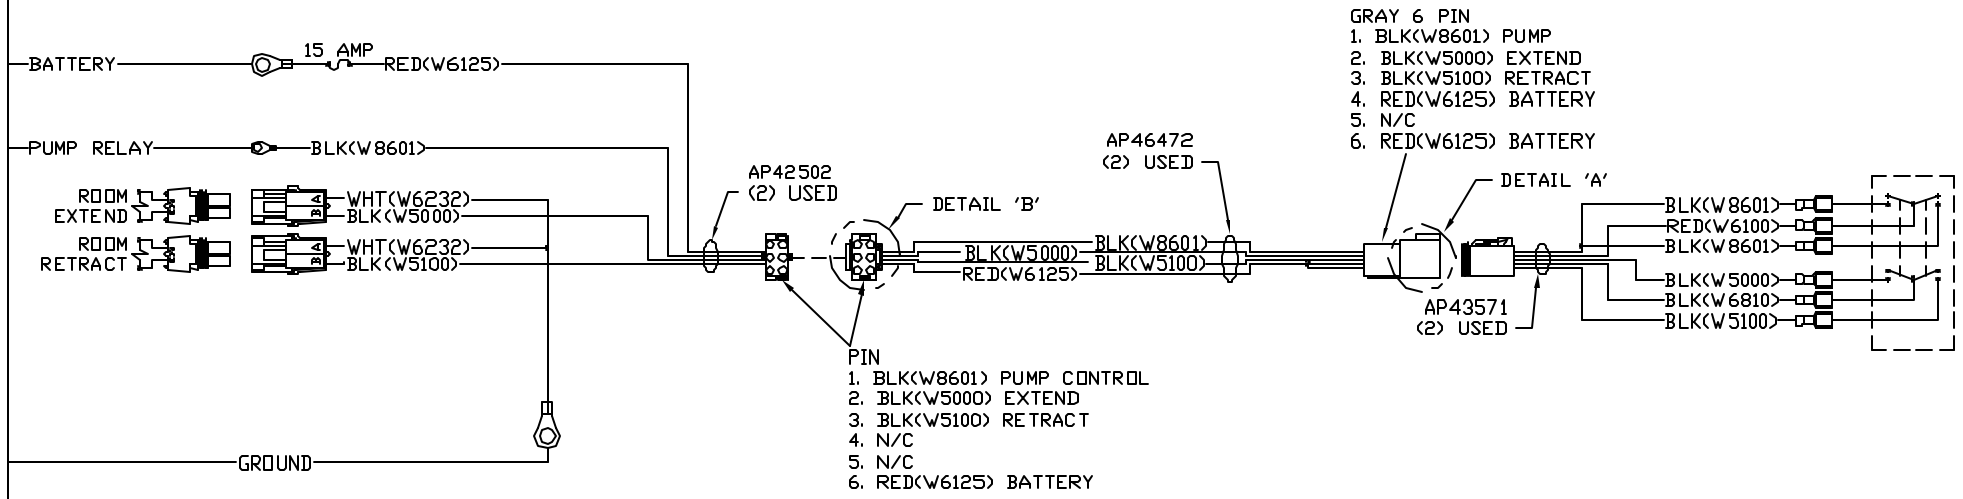 GRAY 6 PIN
1. BLK(W8601) PUMP
2. BLK(W5000) EXTEND
3. BLK(W5100) RETRACT
4. RED(W6125) BATTERY
5. N/C
6. RED(W6125) BATTERY
15 AMP
BATTERY
RED(W6125)
PUMP RELAY
BLK(W8601)
ROOM
EXTEND
A
B
WHT(W6232)
BLK(W5000)
ROOM
RETRACT
A
B
WHT(W6232)
BLK(W5100)
GROUND
AP42502
(2) USED
DETAIL 'B'
AP46472
(2) USED
DETAIL 'A'
BLK(W8601)
BLK(W5000)
BLK(W5100)
RED(W6125)
AP43571
(2) USED
BLK(W8601)
RED(W6100)
BLK(W8601)
BLK(W5000)
BLK(W6810)
BLK(W5100)
PIN
1. BLK(W8601) PUMP CONTROL
2. BLK(W5000) EXTEND
3. BLK(W5100) RETRACT
4. N/C
5. N/C
6. RED(W6125) BATTERY